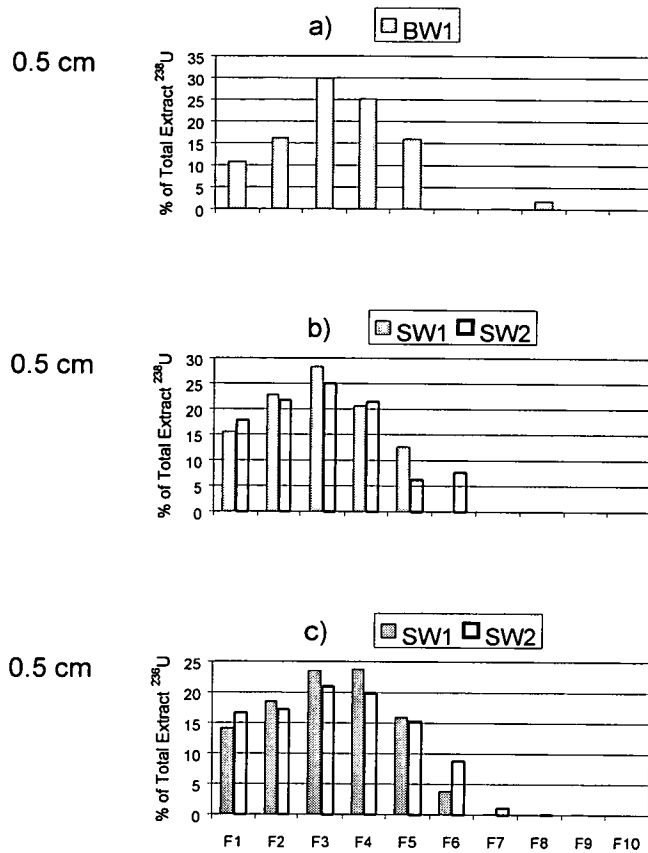 a) BW1
0.5 cm
% of Total Extract ²³⁸U
35
30
25
20
15
10
5
0
b) SW1 SW2
0.5 cm
% of Total Extract ²³⁸U
30
25
20
15
10
5
0
c) SW1 SW2
0.5 cm
% of Total Extract ²³⁶U
25
20
15
10
5
0
F1 F2 F3 F4 F5 F6 F7 F8 F9 F10